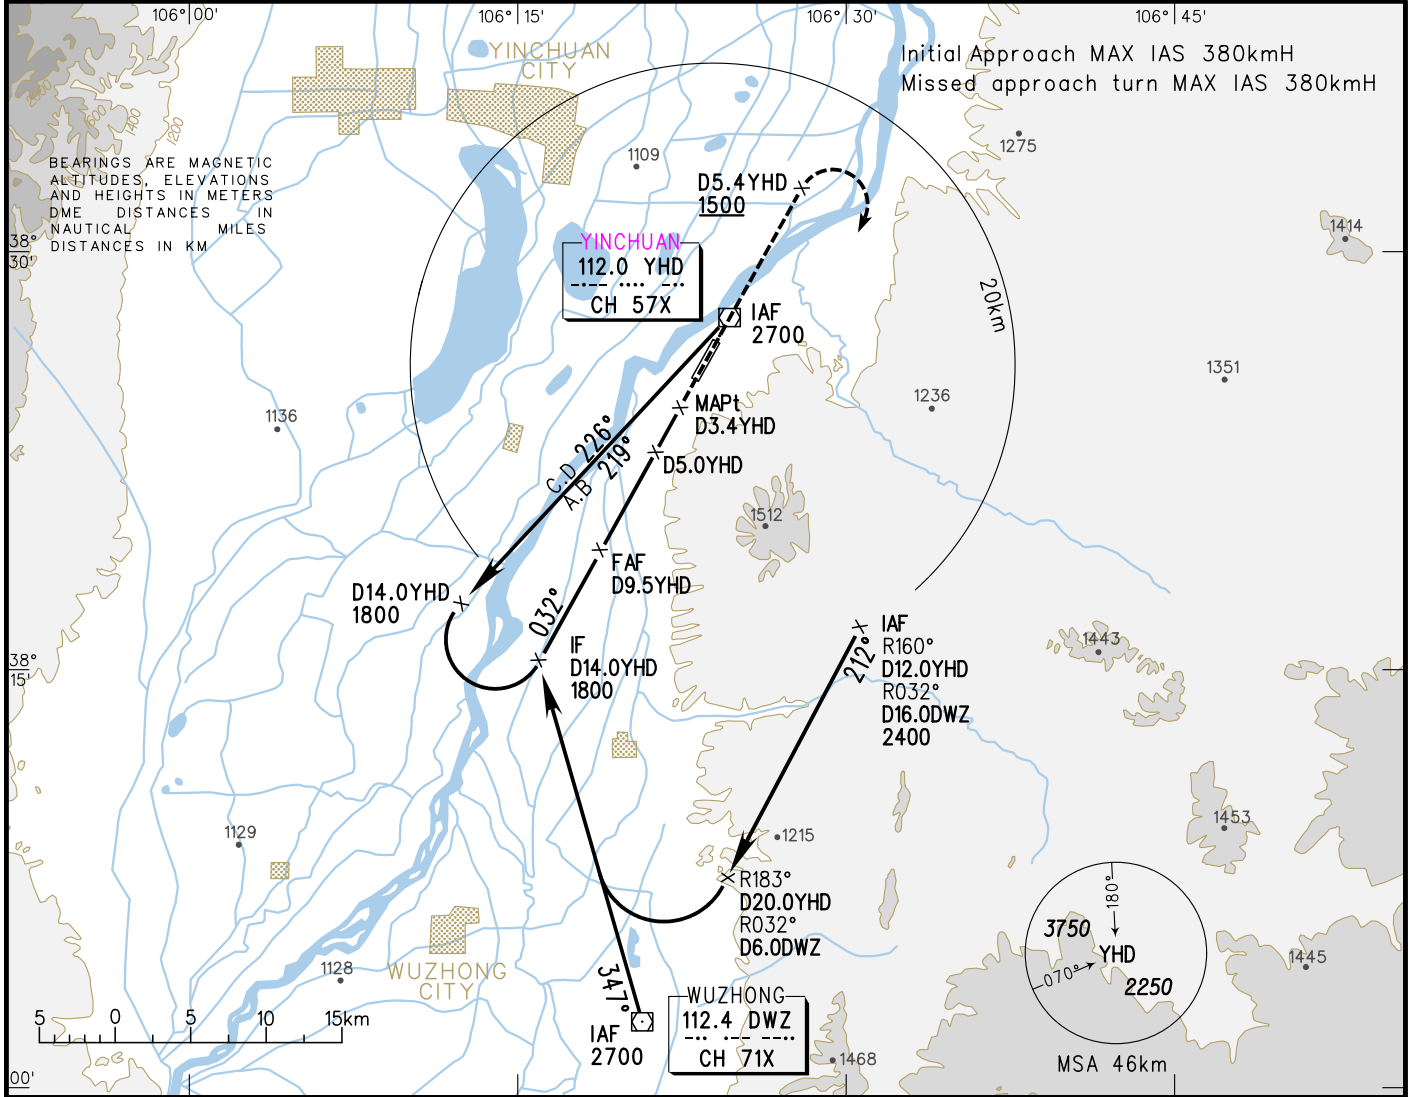 106° 00'
106° 15'
106° 30'
106° 45'
YINCHUAN
CITY
Initial Approach MAX IAS 380kmH
Missed approach turn MAX IAS 380kmH
1600
1400
1200
BEARINGS ARE MAGNETIC
ALTITUDES, ELEVATIONS
AND HEIGHTS IN METERS
DME DISTANCES IN
NAUTICAL MILES
DISTANCES IN KM
1109
1275
D5.4YHD
1500
1414
38°
30'
YINCHUAN
112.0 YHD
-·-- ···· -··
CH 57X
20km
IAF
2700
1351
1236
1136
MAPt
D3.4YHD
D5.0YHD
C.D 226°
A.B 219°
1512
FAF
D9.5YHD
D14.0YHD
1800
032°
IF
D14.0YHD
1800
IAF
R160°
D12.0YHD
R032°
D16.0DWZ
2400
212°
1443
38°
15'
1453
1129
1215
R183°
D20.0YHD
R032°
D6.0DWZ
180°
3750
YHD
070°
2250
1445
1128
WUZHONG
CITY
347°
5 0 5 10 15km
IAF
2700
WUZHONG
112.4 DWZ
-·· ·-- --··
CH 71X
1468
MSA 46km
00'